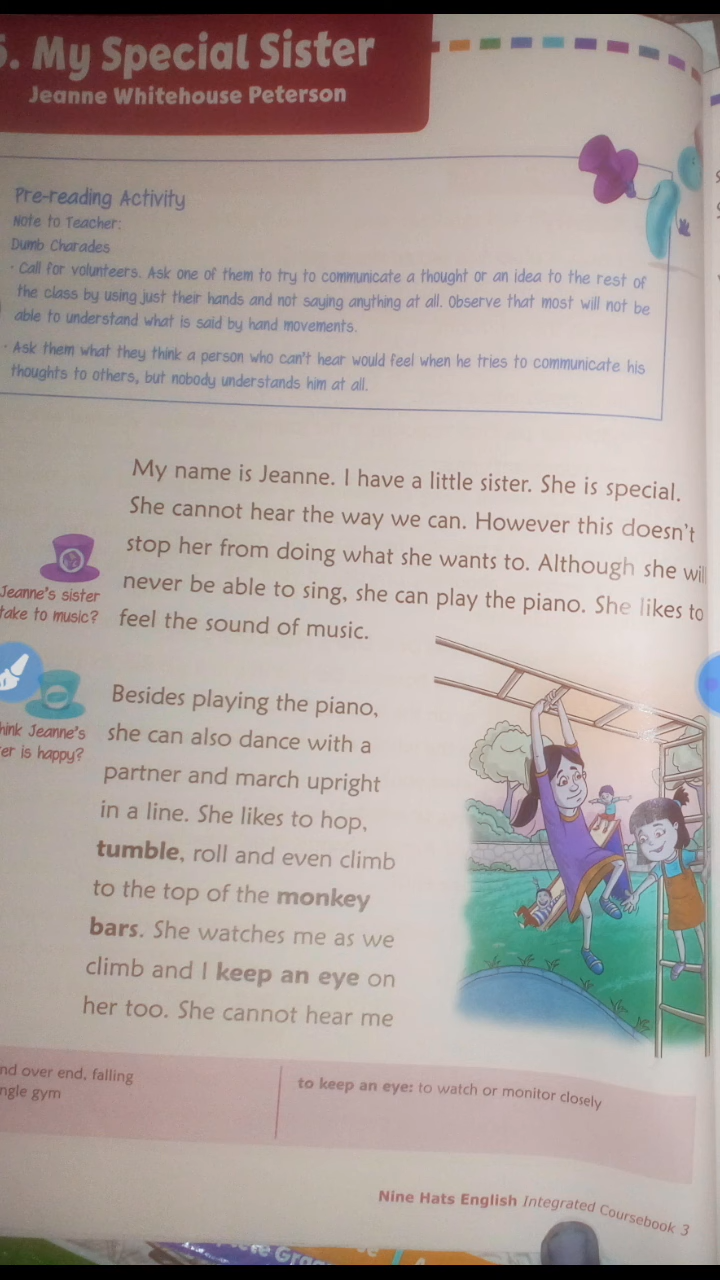 5. My Special Sister
Jeanne Whitehouse Peterson
Pre-reading Activity
Note to Teacher:
Dumb Charades
· Call for volunteers. Ask one of them to try to communicate a thought or an idea to the rest of
the class by using just their hands and not saying anything at all. Observe that most will not be
able to understand what is said by hand movements.
· Ask them what they think a person who can't hear would feel when he tries to communicate his
thoughts to others, but nobody understands him at all.
My name is Jeanne. I have a little sister. She is special.
She cannot hear the way we can. However this doesn't
stop her from doing what she wants to. Although she wil
never be able to sing, she can play the piano. She likes to
feel the sound of music.
Jeanne's sister
take to music?
Besides playing the piano,
she can also dance with a
partner and march upright
in a line. She likes to hop,
tumble, roll and even climb
to the top of the monkey
bars. She watches me as we
climb and I keep an eye on
her too. She cannot hear me
hink Jeanne's
er is happy?
nd over end, falling
ngle gym
to keep an eye: to watch or monitor closely
Nine Hats English Integrated Coursebook 3